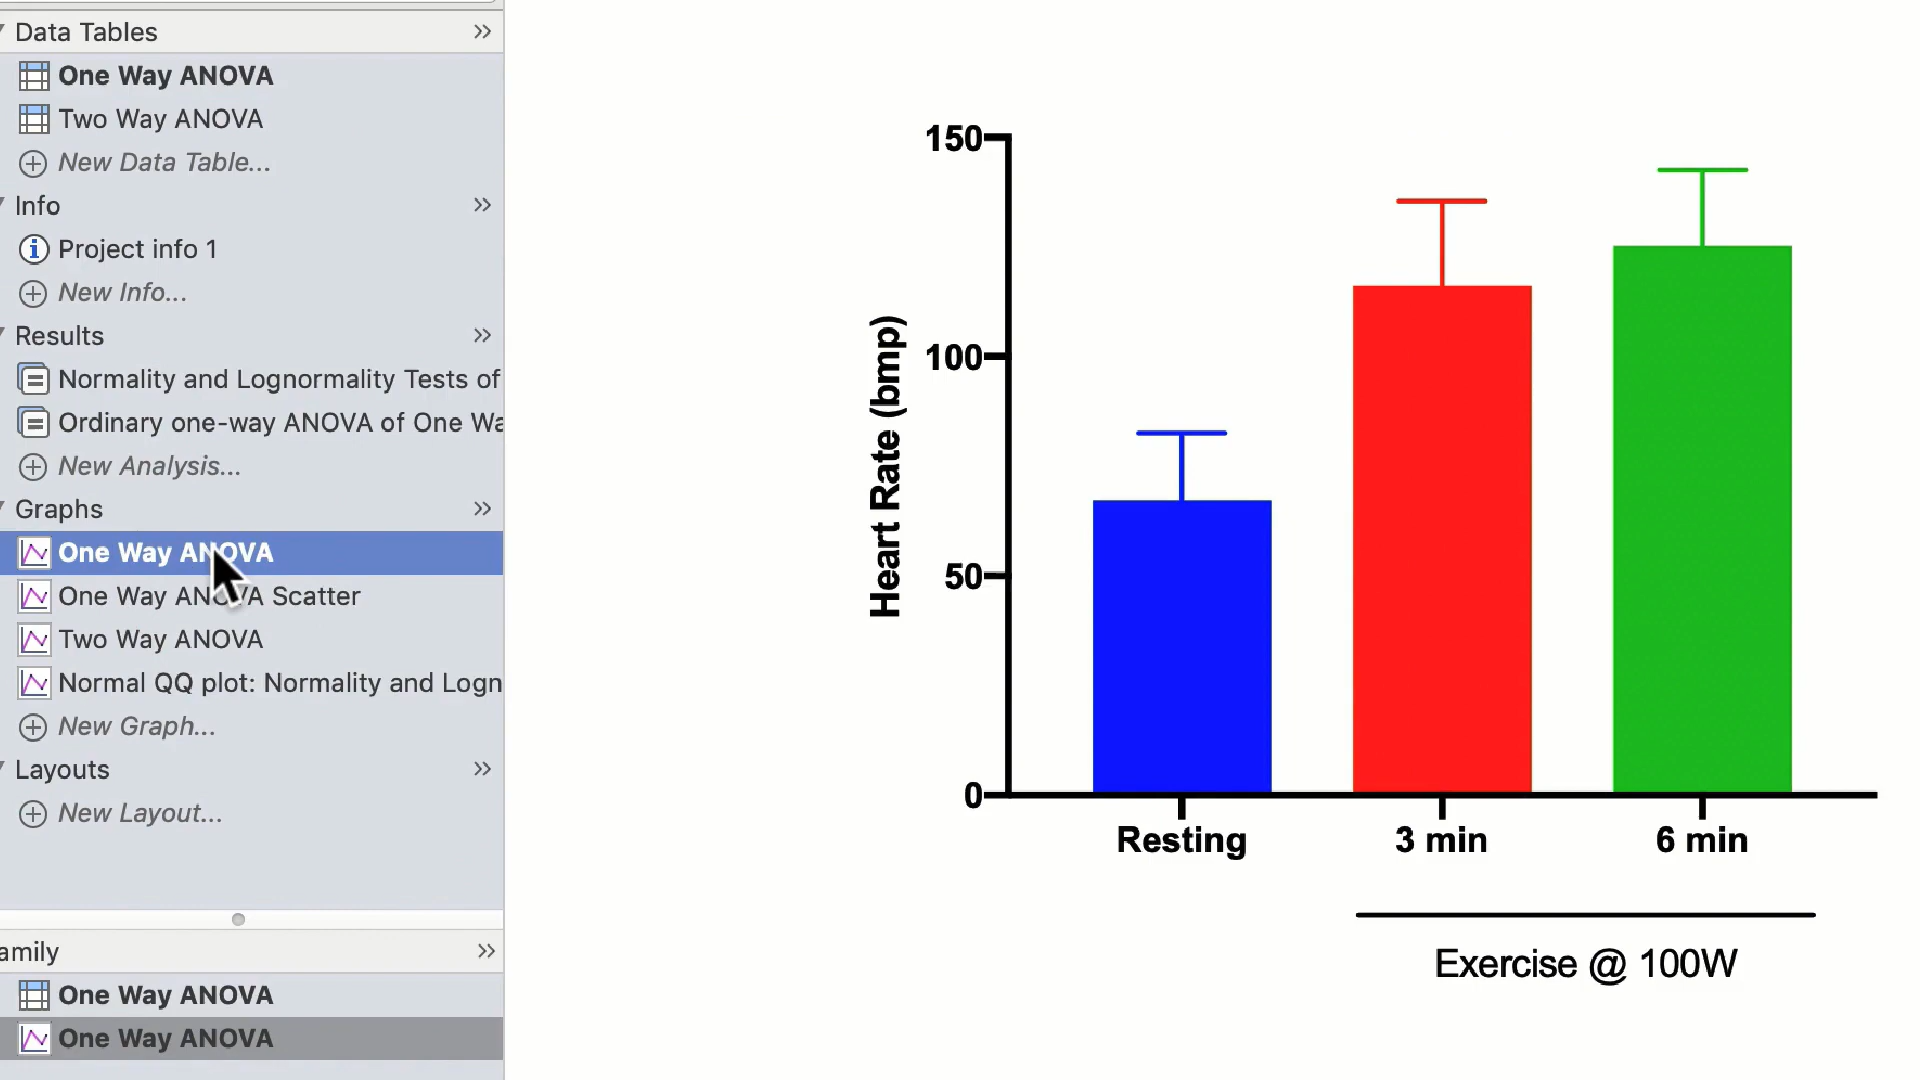 Data Tables
One Way ANOVA
Two Way ANOVA
New Data Table...
Info
Project info 1
New Info...
Results
Normality and Lognormality Tests of
Ordinary one-way ANOVA of One Wa
New Analysis...
Graphs
One Way ANOVA
One Way ANOVA Scatter
Two Way ANOVA
Normal QQ plot: Normality and Logn
New Graph...
Layouts
New Layout...
amily
One Way ANOVA
One Way ANOVA
Heart Rate (bmp)
150
100
50
0
Resting 3 min 6 min
Exercise @ 100W